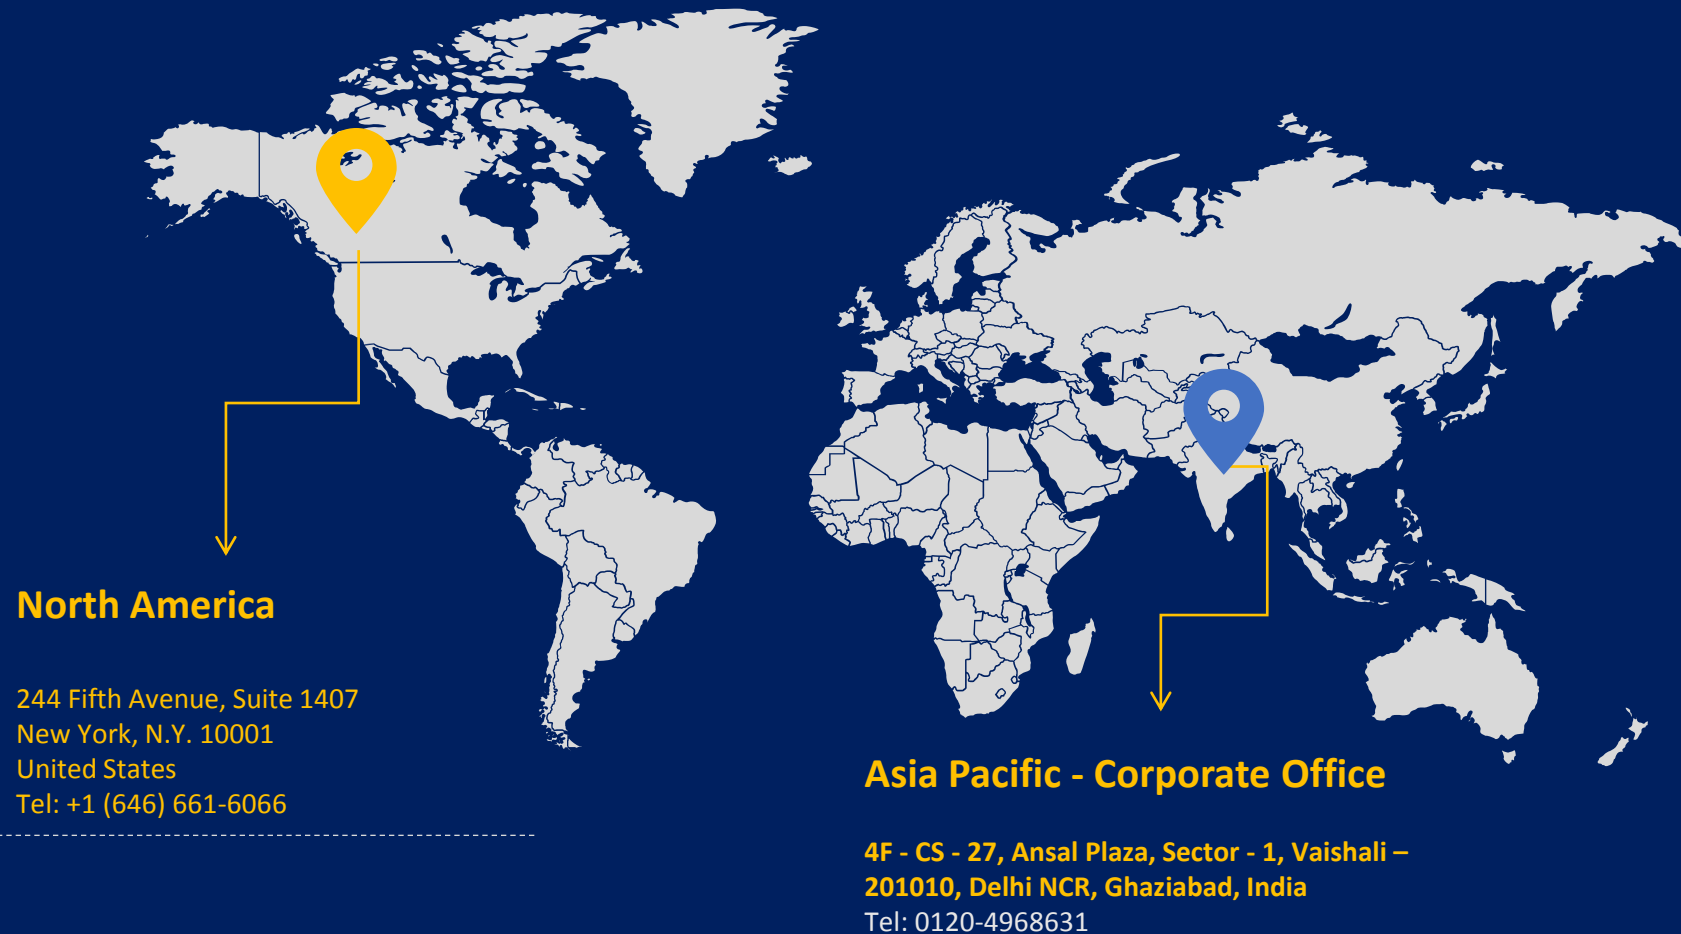 North America
244 Fifth Avenue, Suite 1407
New York, N.Y. 10001
United States
Tel: +1 (646) 661-6066
Asia Pacific - Corporate Office
4F - CS - 27, Ansal Plaza, Sector - 1, Vaishali –
201010, Delhi NCR, Ghaziabad, India
Tel: 0120-4968631